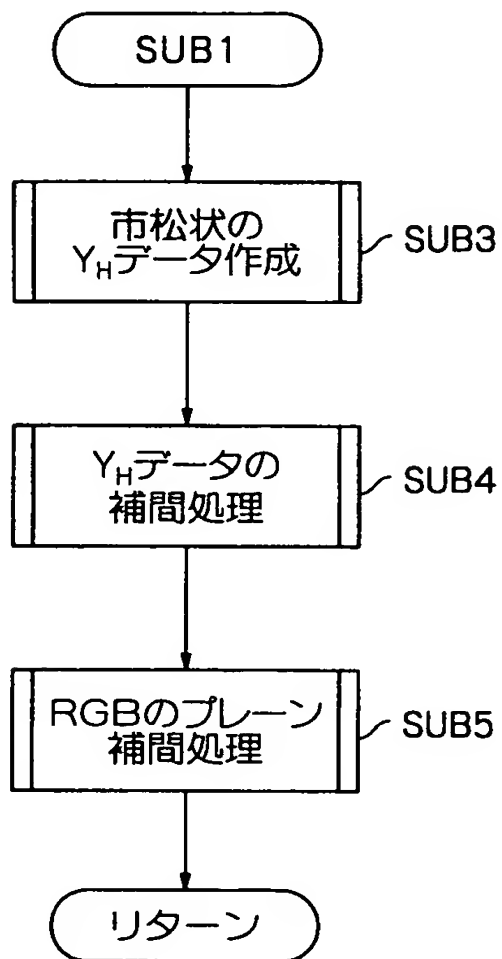 SUB1
市松状の
YHデータ作成
SUB3
YHデータの
補間処理
SUB4
RGBのプレーン
補間処理
SUB5
リターン